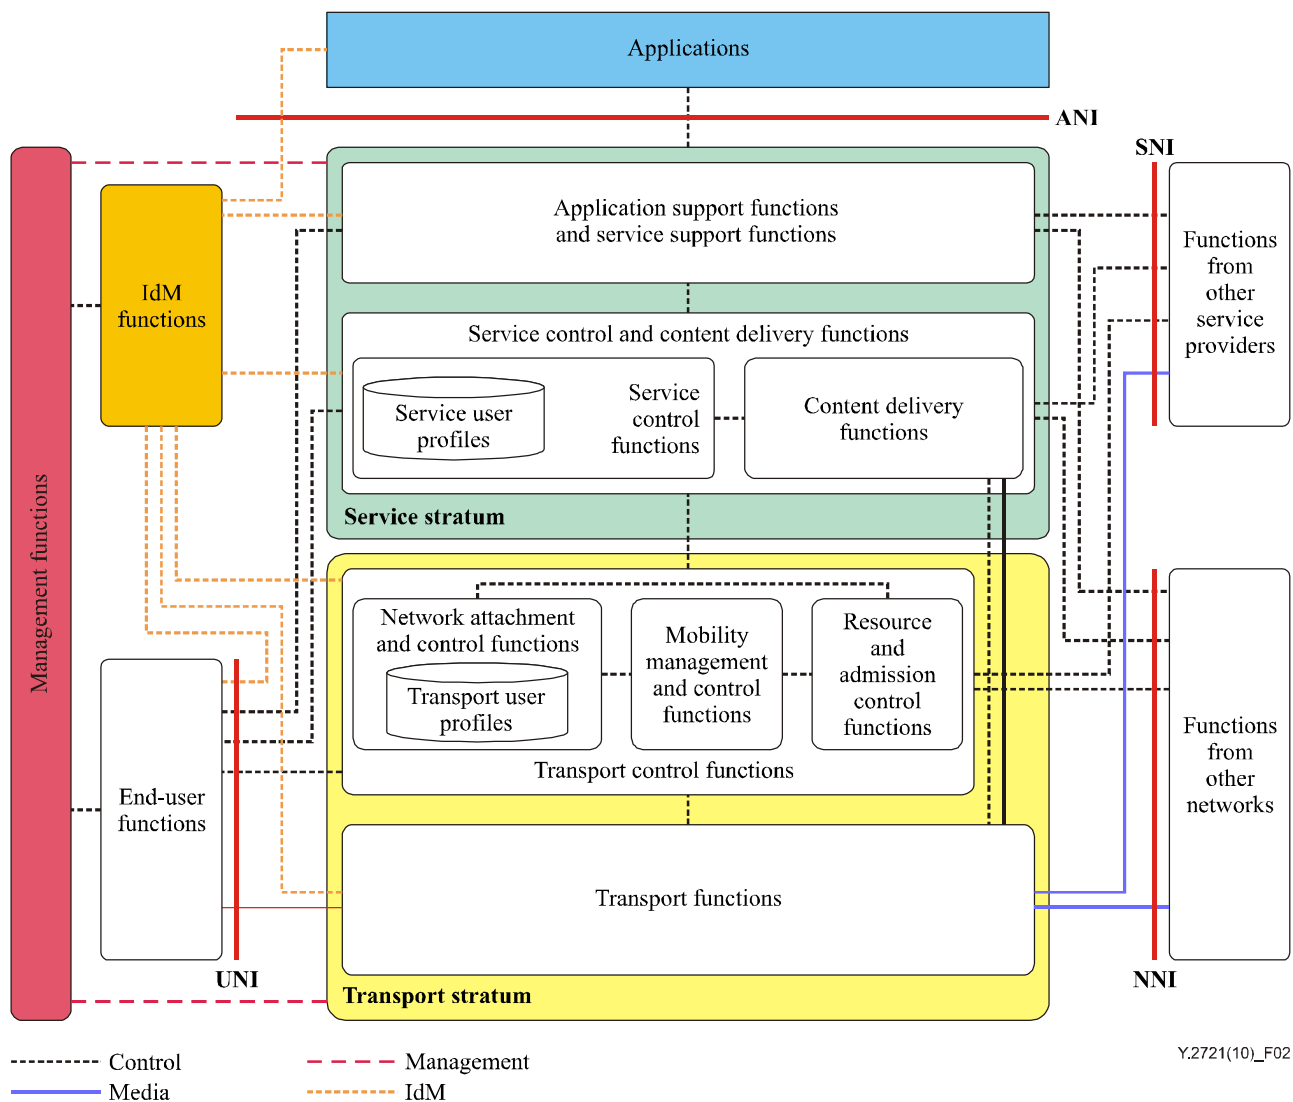 Applications
ANI
SNI
Application support functions
and service support functions
Functions
from
other
service
providers
IdM
functions
Service control and content delivery functions
Service user
profiles
Service
control
functions
Content delivery
functions
Service stratum
Management functions
Network attachment
and control functions
Transport user
profiles
Mobility
management
and control
functions
Resource
and
admission
control
functions
Transport control functions
Functions
from
other
networks
End-user
functions
Transport functions
UNI
NNI
Transport stratum
Control
Management
Media
IdM
Y.2721(10)_F02